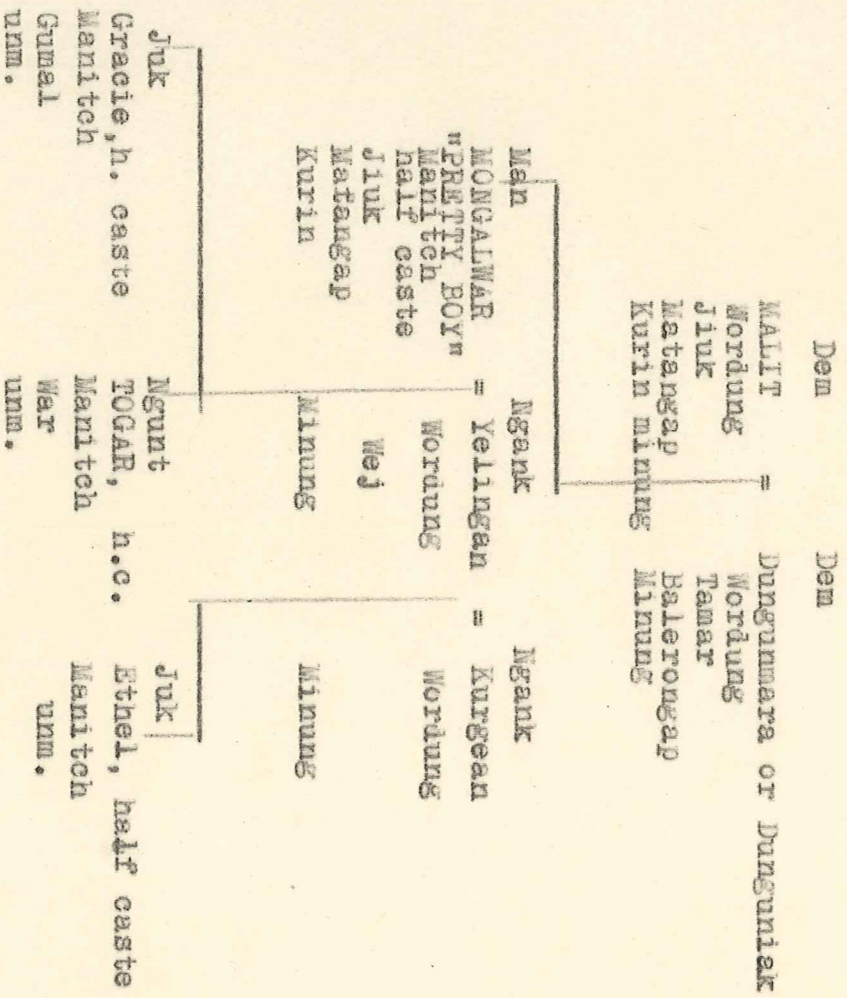 Dem Dem
MALIT = Dungunmara or Dunguniak
Wordung Wordung
Jiuk Tamar
Matangap Balerongap
Kurin minung Minung
Man Ngank Ngank
MONGALWAR = Yelingan = Kurgean
"PRETTY BOY"
Manitch Wordung Wordung
half caste
Jiuk Wej
Matangap
Kurin Minung Minung
Juk Ngunt Juk
Gracie, h. caste TOGAR, h.c. Ethel, half caste
Manitch Manitch Manitch
Gumal War unm.
unm. unm.